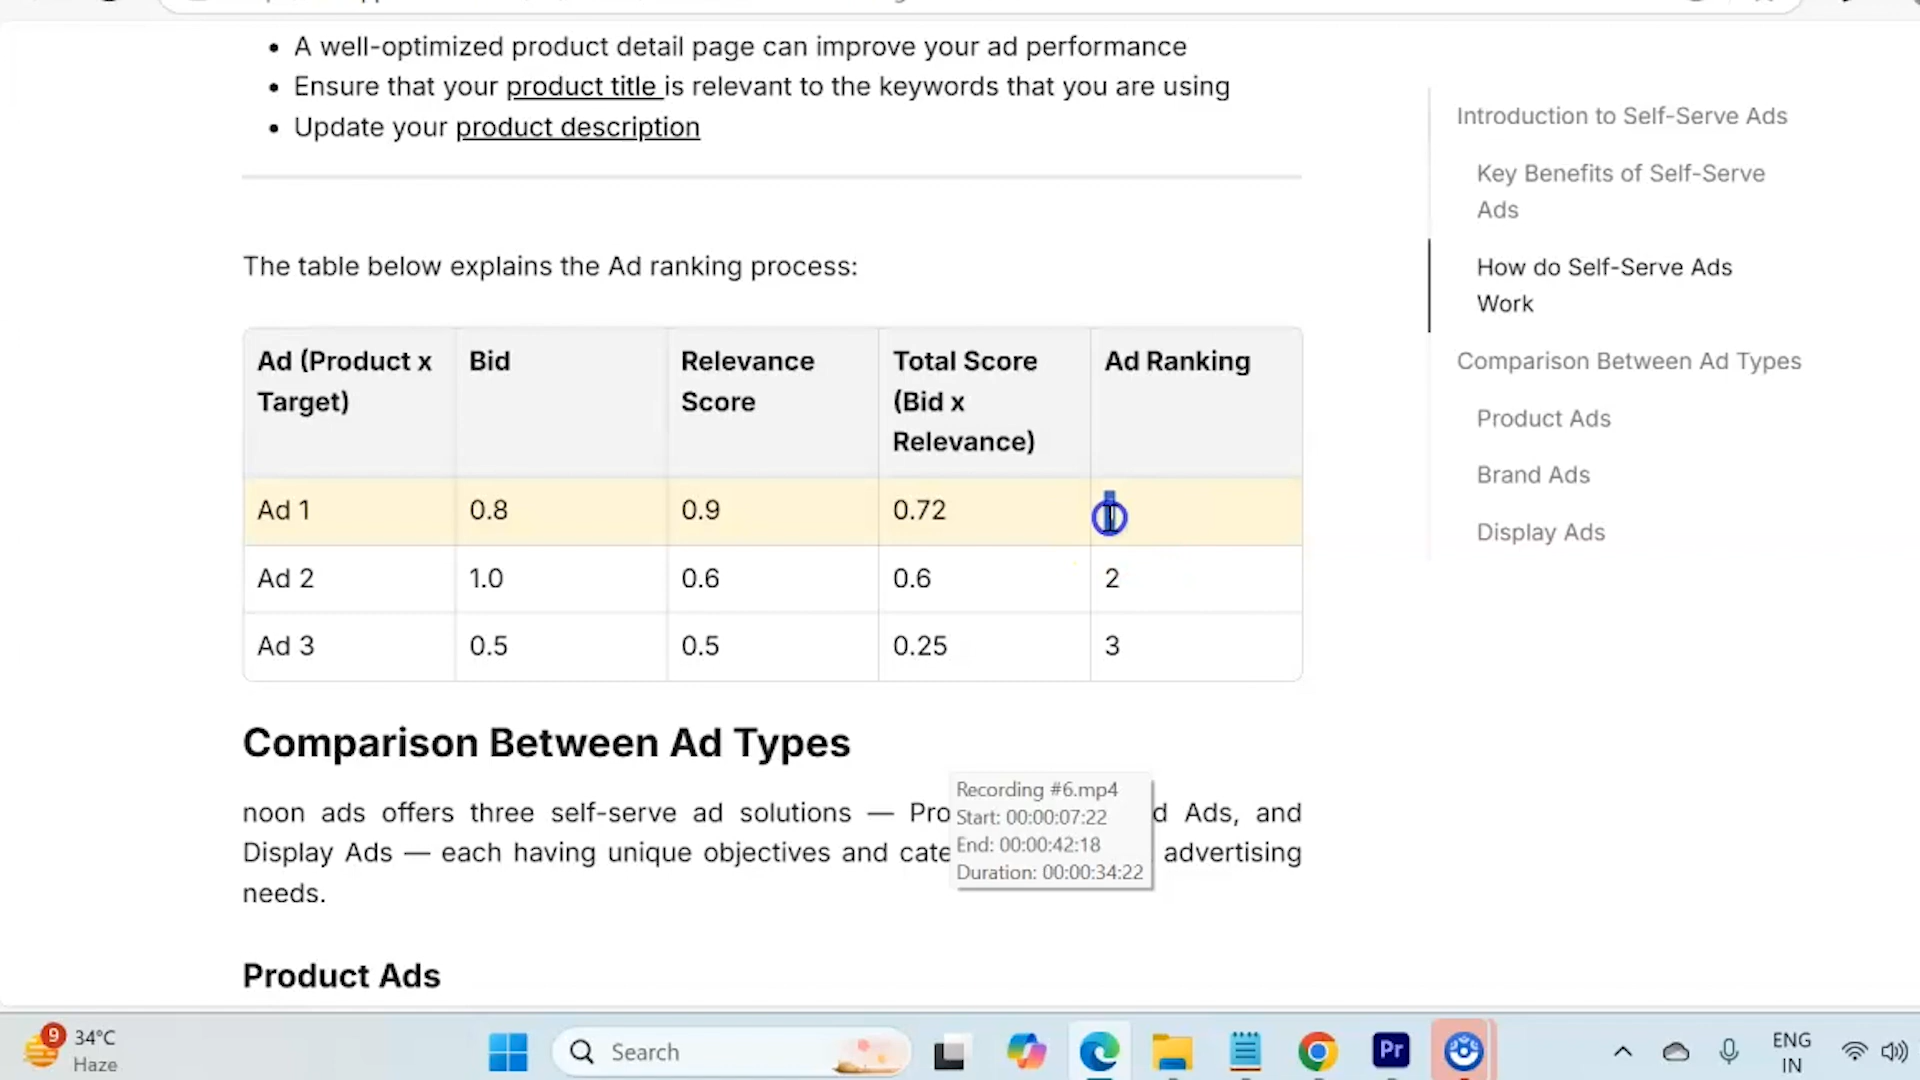 A well-optimized product detail page can improve your ad performance
Ensure that your product title is relevant to the keywords that you are using
Update your product description
The table below explains the Ad ranking process:
Ad (Product x Target) Bid Relevance Score Total Score (Bid x Relevance) Ad Ranking
Ad 1 0.8 0.9 0.72
Ad 2 1.0 0.6 0.6 2
Ad 3 0.5 0.5 0.25 3
Comparison Between Ad Types
noon ads offers three self-serve ad solutions — Pro d Ads, and
Display Ads — each having unique objectives and cate advertising
needs.
Product Ads
Recording #6.mp4
Start: 00:00:07:22
End: 00:00:42:18
Duration: 00:00:34:22
Introduction to Self-Serve Ads
Key Benefits of Self-Serve
Ads
How do Self-Serve Ads
Work
Comparison Between Ad Types
Product Ads
Brand Ads
Display Ads
9
34°C
Haze
Search
Pr
ENG
IN